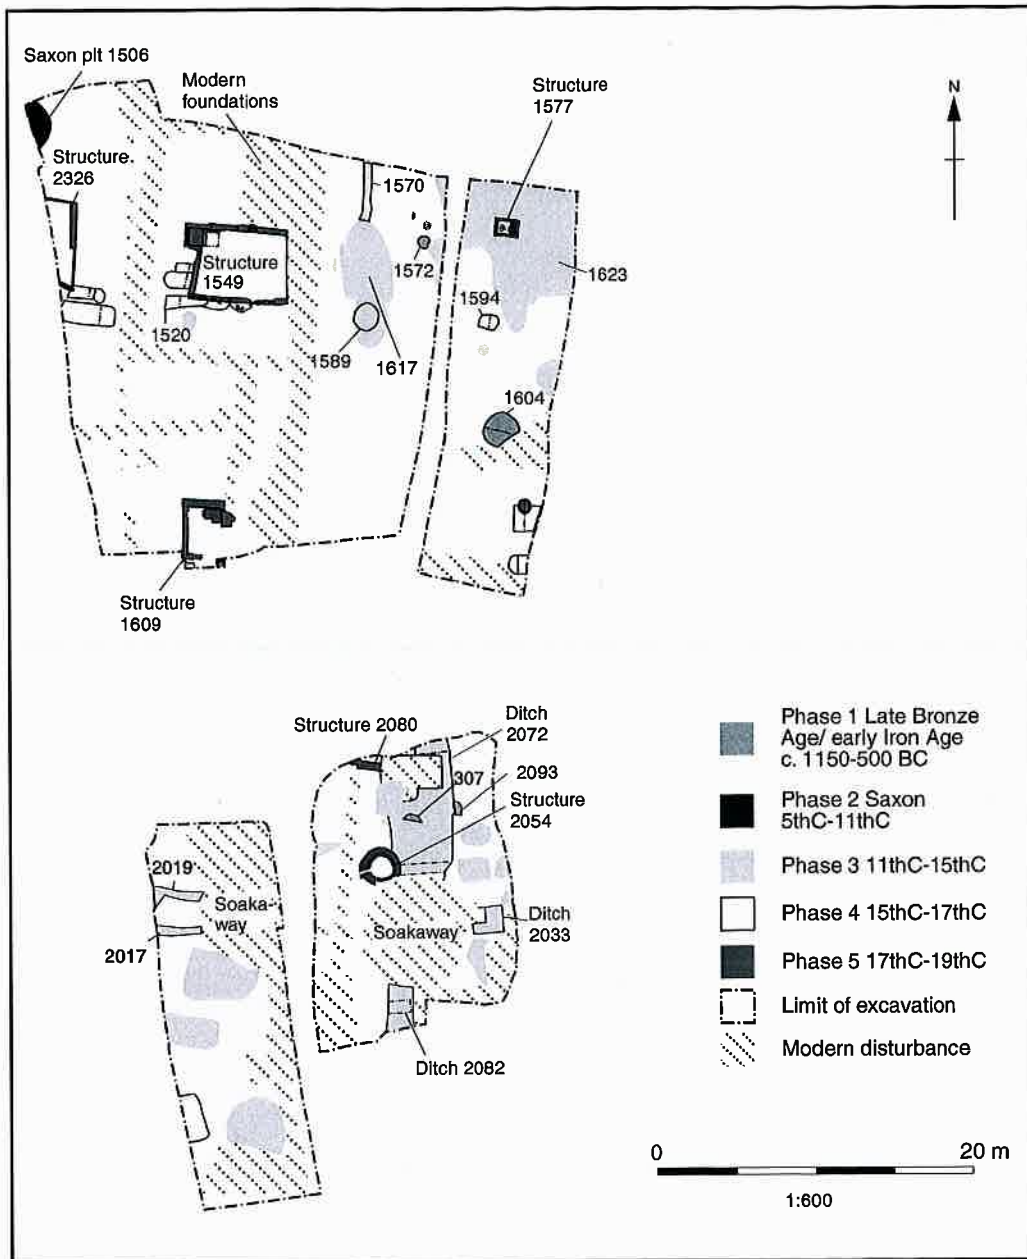 Saxon pit 1506
Modern
foundations
Structure
1577
N
Structure
2326
1570
1572
Structure
1549
1623
1594
1520
1589
1617
1604
Structure
1609
Structure 2080
Ditch
2072
307
2093
Structure
2054
2019
Soaka-
way
Soakaway
Ditch
2033
2017
Ditch 2082
Phase 1 Late Bronze
Age/ early Iron Age
c. 1150-500 BC
Phase 2 Saxon
5thC-11thC
Phase 3 11thC-15thC
Phase 4 15thC-17thC
Phase 5 17thC-19thC
Limit of excavation
Modern disturbance
0 20 m
1:600